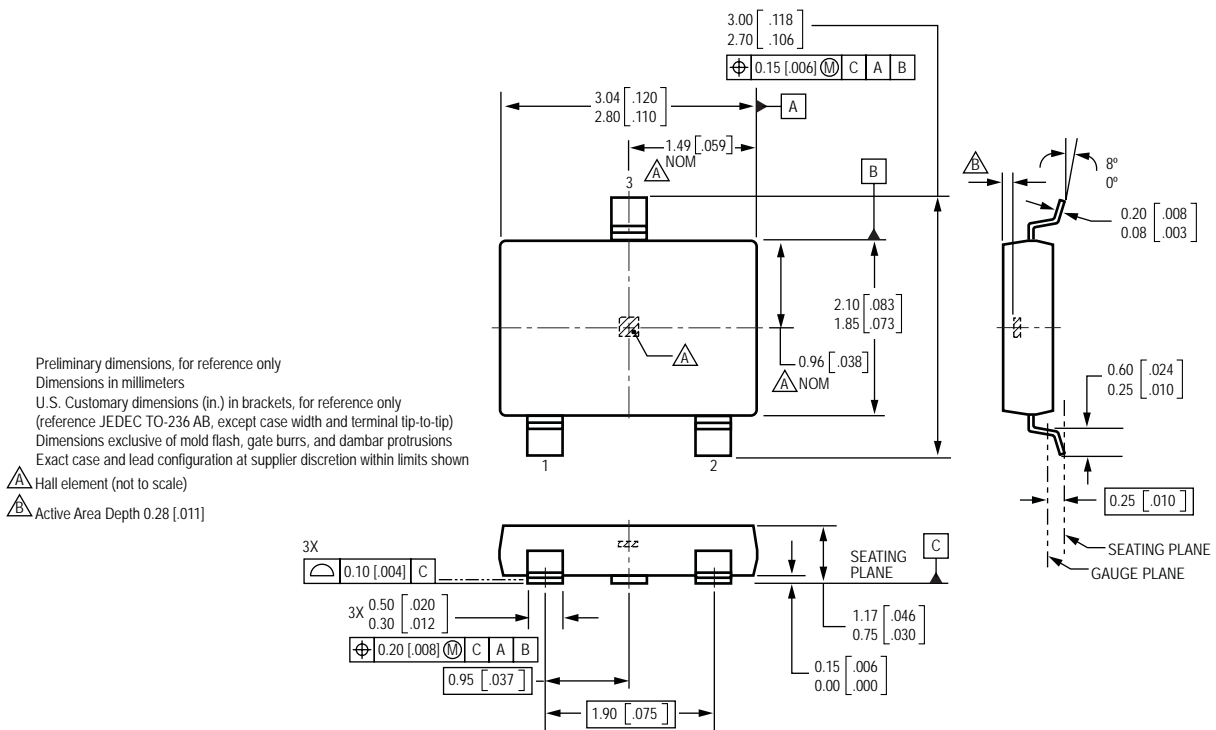 3.00 [ .118
2.70 .106 ]
⌖ 0.15 [.006] Ⓜ C A B
3.04 [ .120
2.80 .110 ]
A
1.49 [.059]
A NOM
3
B
B
8º
0º
0.20 [ .008
0.08 .003 ]
2.10 [ .083
1.85 .073 ]
A
0.96 [.038]
A NOM
0.60 [ .024
0.25 .010 ]
1
2
0.25 [.010]
SEATING PLANE
GAUGE PLANE
Preliminary dimensions, for reference only
Dimensions in millimeters
U.S. Customary dimensions (in.) in brackets, for reference only
(reference JEDEC TO-236 AB, except case width and terminal tip-to-tip)
Dimensions exclusive of mold flash, gate burrs, and dambar protrusions
Exact case and lead configuration at supplier discretion within limits shown
A Hall element (not to scale)
B Active Area Depth 0.28 [.011]
3X
⌓ 0.10 [.004] C
SEATING
PLANE
C
3X 0.50 [ .020
0.30 .012 ]
⌖ 0.20 [.008] Ⓜ C A B
1.17 [ .046
0.75 .030 ]
0.15 [ .006
0.00 .000 ]
0.95 [.037]
1.90 [.075]